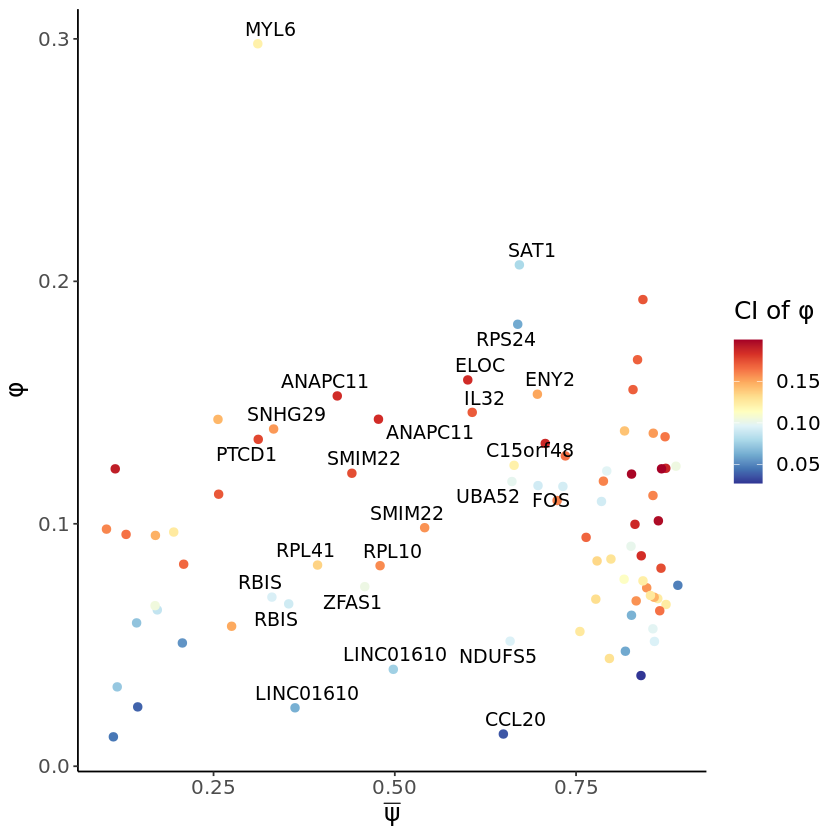 MYL6
0.3
SAT1
0.2
RPS24
ELOC
ANAPC11
ENY2
IL32
SNHG29
ANAPC11
PTCD1
SMIM22
C15orf48
UBA52
FOS
SMIM22
0.1
RPL41
RPL10
RBIS
ZFAS1
RBIS
LINC01610
NDUFS5
LINC01610
CCL20
0.0
φ
0.25
0.50
0.75
ψ̅
CI of φ
0.15
0.10
0.05